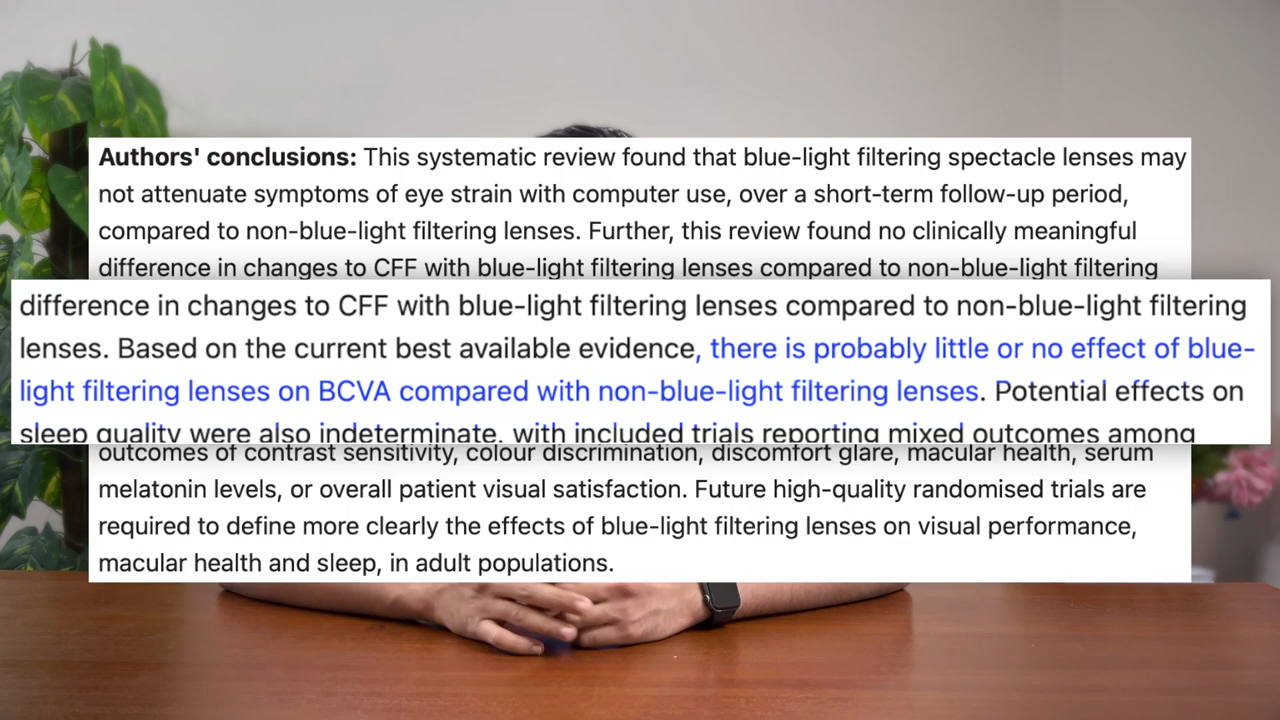 Authors' conclusions: This systematic review found that blue-light filtering spectacle lenses may
not attenuate symptoms of eye strain with computer use, over a short-term follow-up period,
compared to non-blue-light filtering lenses. Further, this review found no clinically meaningful
difference in changes to CFF with blue-light filtering lenses compared to non-blue-light filtering
difference in changes to CFF with blue-light filtering lenses compared to non-blue-light filtering
lenses. Based on the current best available evidence, there is probably little or no effect of blue-
light filtering lenses on BCVA compared with non-blue-light filtering lenses. Potential effects on
sleep quality were also indeterminate, with included trials reporting mixed outcomes among
outcomes of contrast sensitivity, colour discrimination, discomfort glare, macular health, serum
melatonin levels, or overall patient visual satisfaction. Future high-quality randomised trials are
required to define more clearly the effects of blue-light filtering lenses on visual performance,
macular health and sleep, in adult populations.